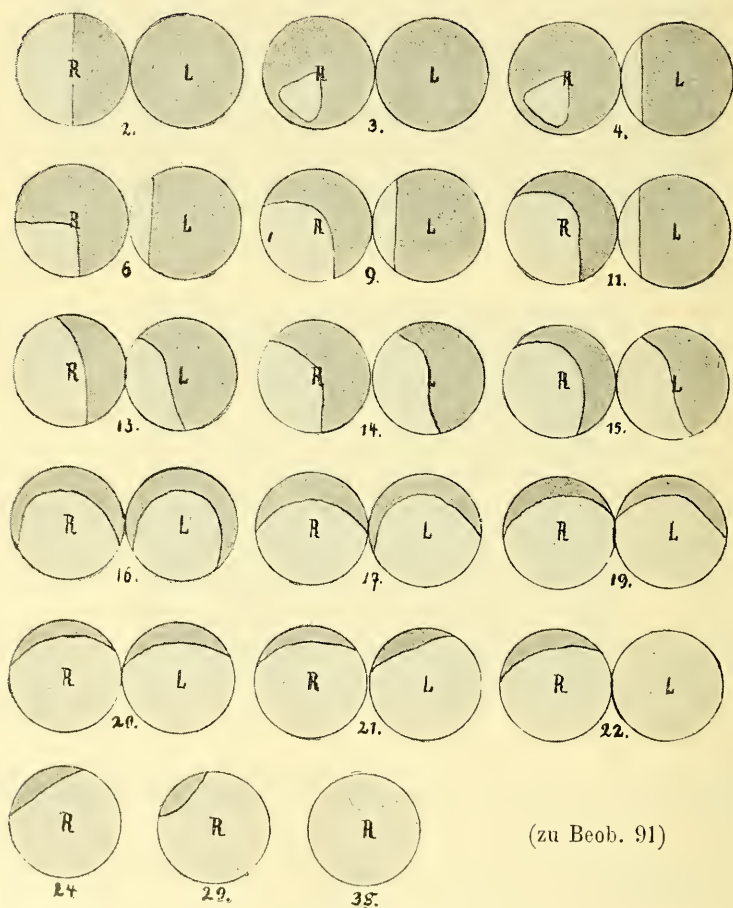 R L R L R L
2. 3. 4.
R L R L R L
6 9. 11.
R L R L R L
13. 14. 15.
R L R L R L
16. 17. 19.
R L R L R L
20. 21. 22.
R R R (zu Beob. 91)
24 29. 38.